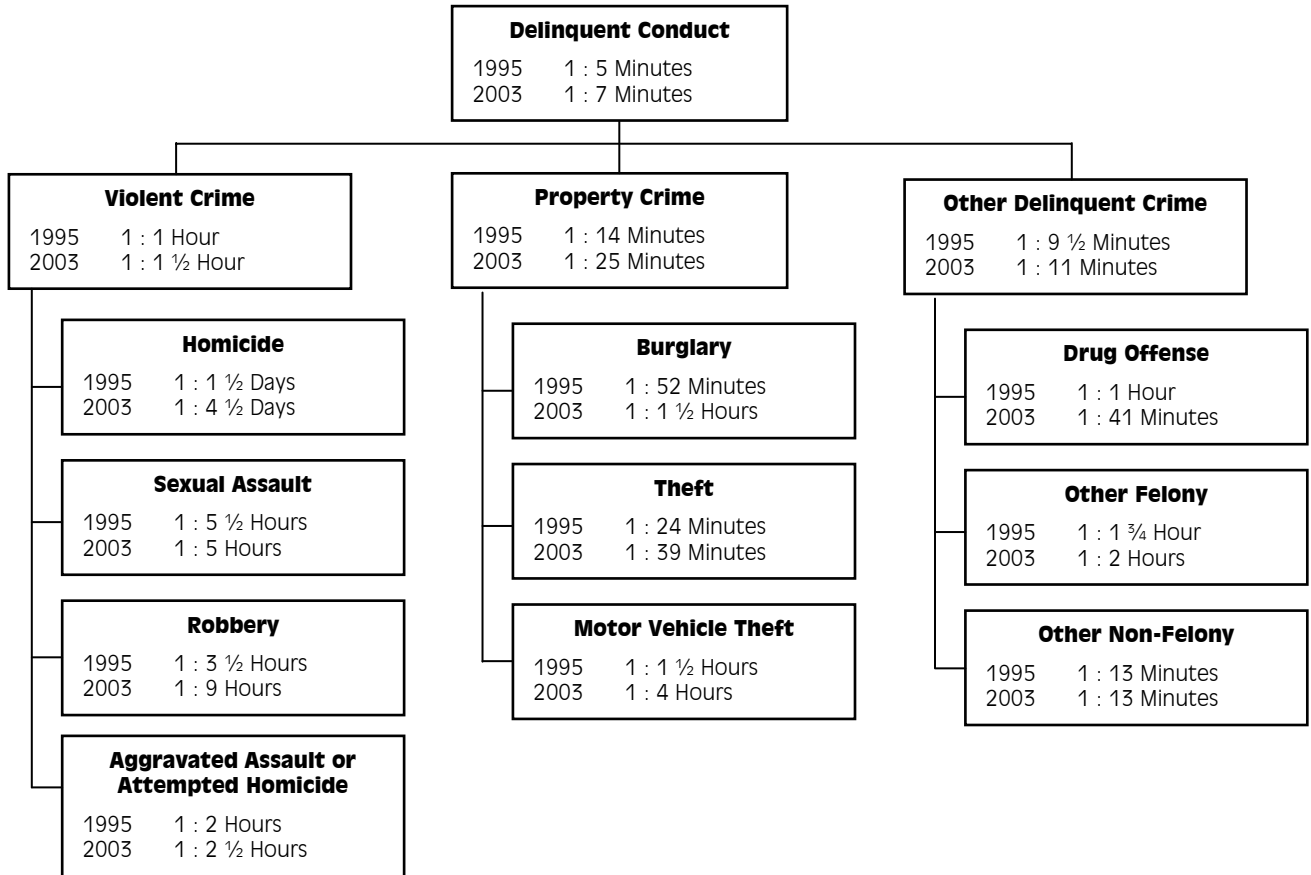 Delinquent Conduct
1995 1 : 5 Minutes
2003 1 : 7 Minutes
Violent Crime
1995 1 : 1 Hour
2003 1 : 1 ½ Hour
Homicide
1995 1 : 1 ½ Days
2003 1 : 4 ½ Days
Sexual Assault
1995 1 : 5 ½ Hours
2003 1 : 5 Hours
Robbery
1995 1 : 3 ½ Hours
2003 1 : 9 Hours
Aggravated Assault or
Attempted Homicide
1995 1 : 2 Hours
2003 1 : 2 ½ Hours
Property Crime
1995 1 : 14 Minutes
2003 1 : 25 Minutes
Burglary
1995 1 : 52 Minutes
2003 1 : 1 ½ Hours
Theft
1995 1 : 24 Minutes
2003 1 : 39 Minutes
Motor Vehicle Theft
1995 1 : 1 ½ Hours
2003 1 : 4 Hours
Other Delinquent Crime
1995 1 : 9 ½ Minutes
2003 1 : 11 Minutes
Drug Offense
1995 1 : 1 Hour
2003 1 : 41 Minutes
Other Felony
1995 1 : 1 ¾ Hour
2003 1 : 2 Hours
Other Non-Felony
1995 1 : 13 Minutes
2003 1 : 13 Minutes